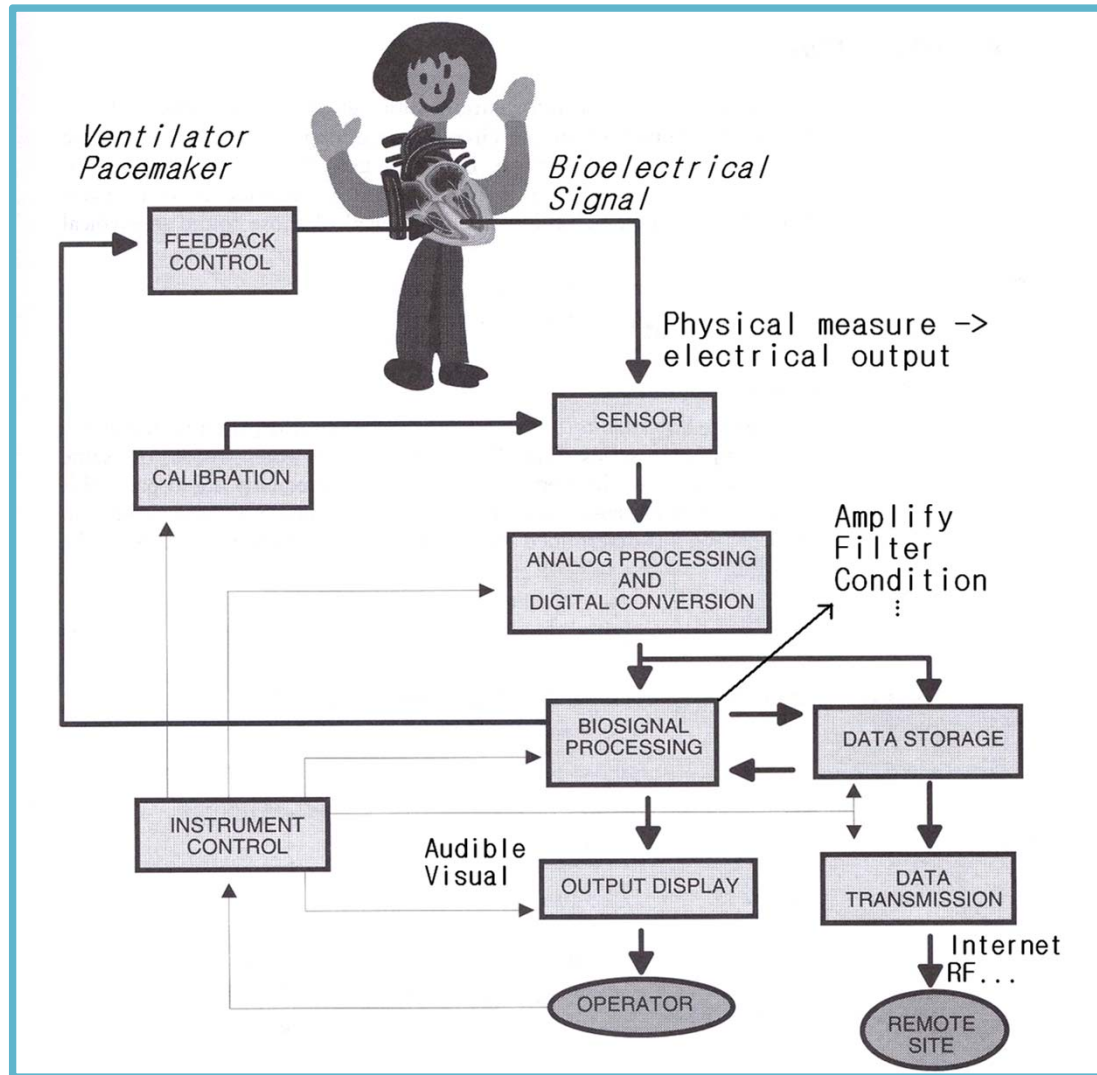 Ventilator
Pacemaker
Bioelectrical
Signal
FEEDBACK
CONTROL
Physical measure ->
electrical output
SENSOR
CALIBRATION
Amplify
Filter
Condition
⋮
ANALOG PROCESSING
AND
DIGITAL CONVERSION
BIOSIGNAL
PROCESSING
DATA STORAGE
INSTRUMENT
CONTROL
Audible
Visual
OUTPUT DISPLAY
DATA
TRANSMISSION
Internet
RF...
OPERATOR
REMOTE
SITE